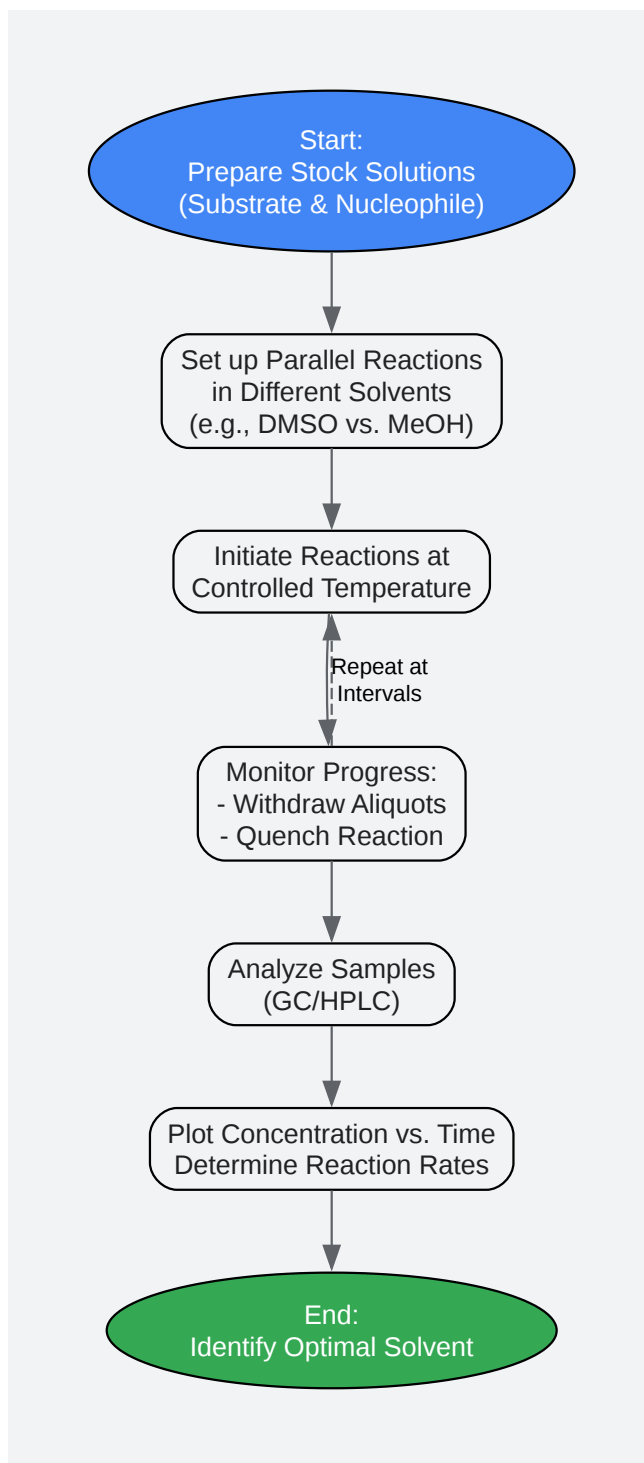 Start:
Prepare Stock Solutions
(Substrate & Nucleophile)
Set up Parallel Reactions
in Different Solvents
(e.g., DMSO vs. MeOH)
Initiate Reactions at
Controlled Temperature
Repeat at
Intervals
Monitor Progress:
- Withdraw Aliquots
- Quench Reaction
Analyze Samples
(GC/HPLC)
Plot Concentration vs. Time
Determine Reaction Rates
End:
Identify Optimal Solvent